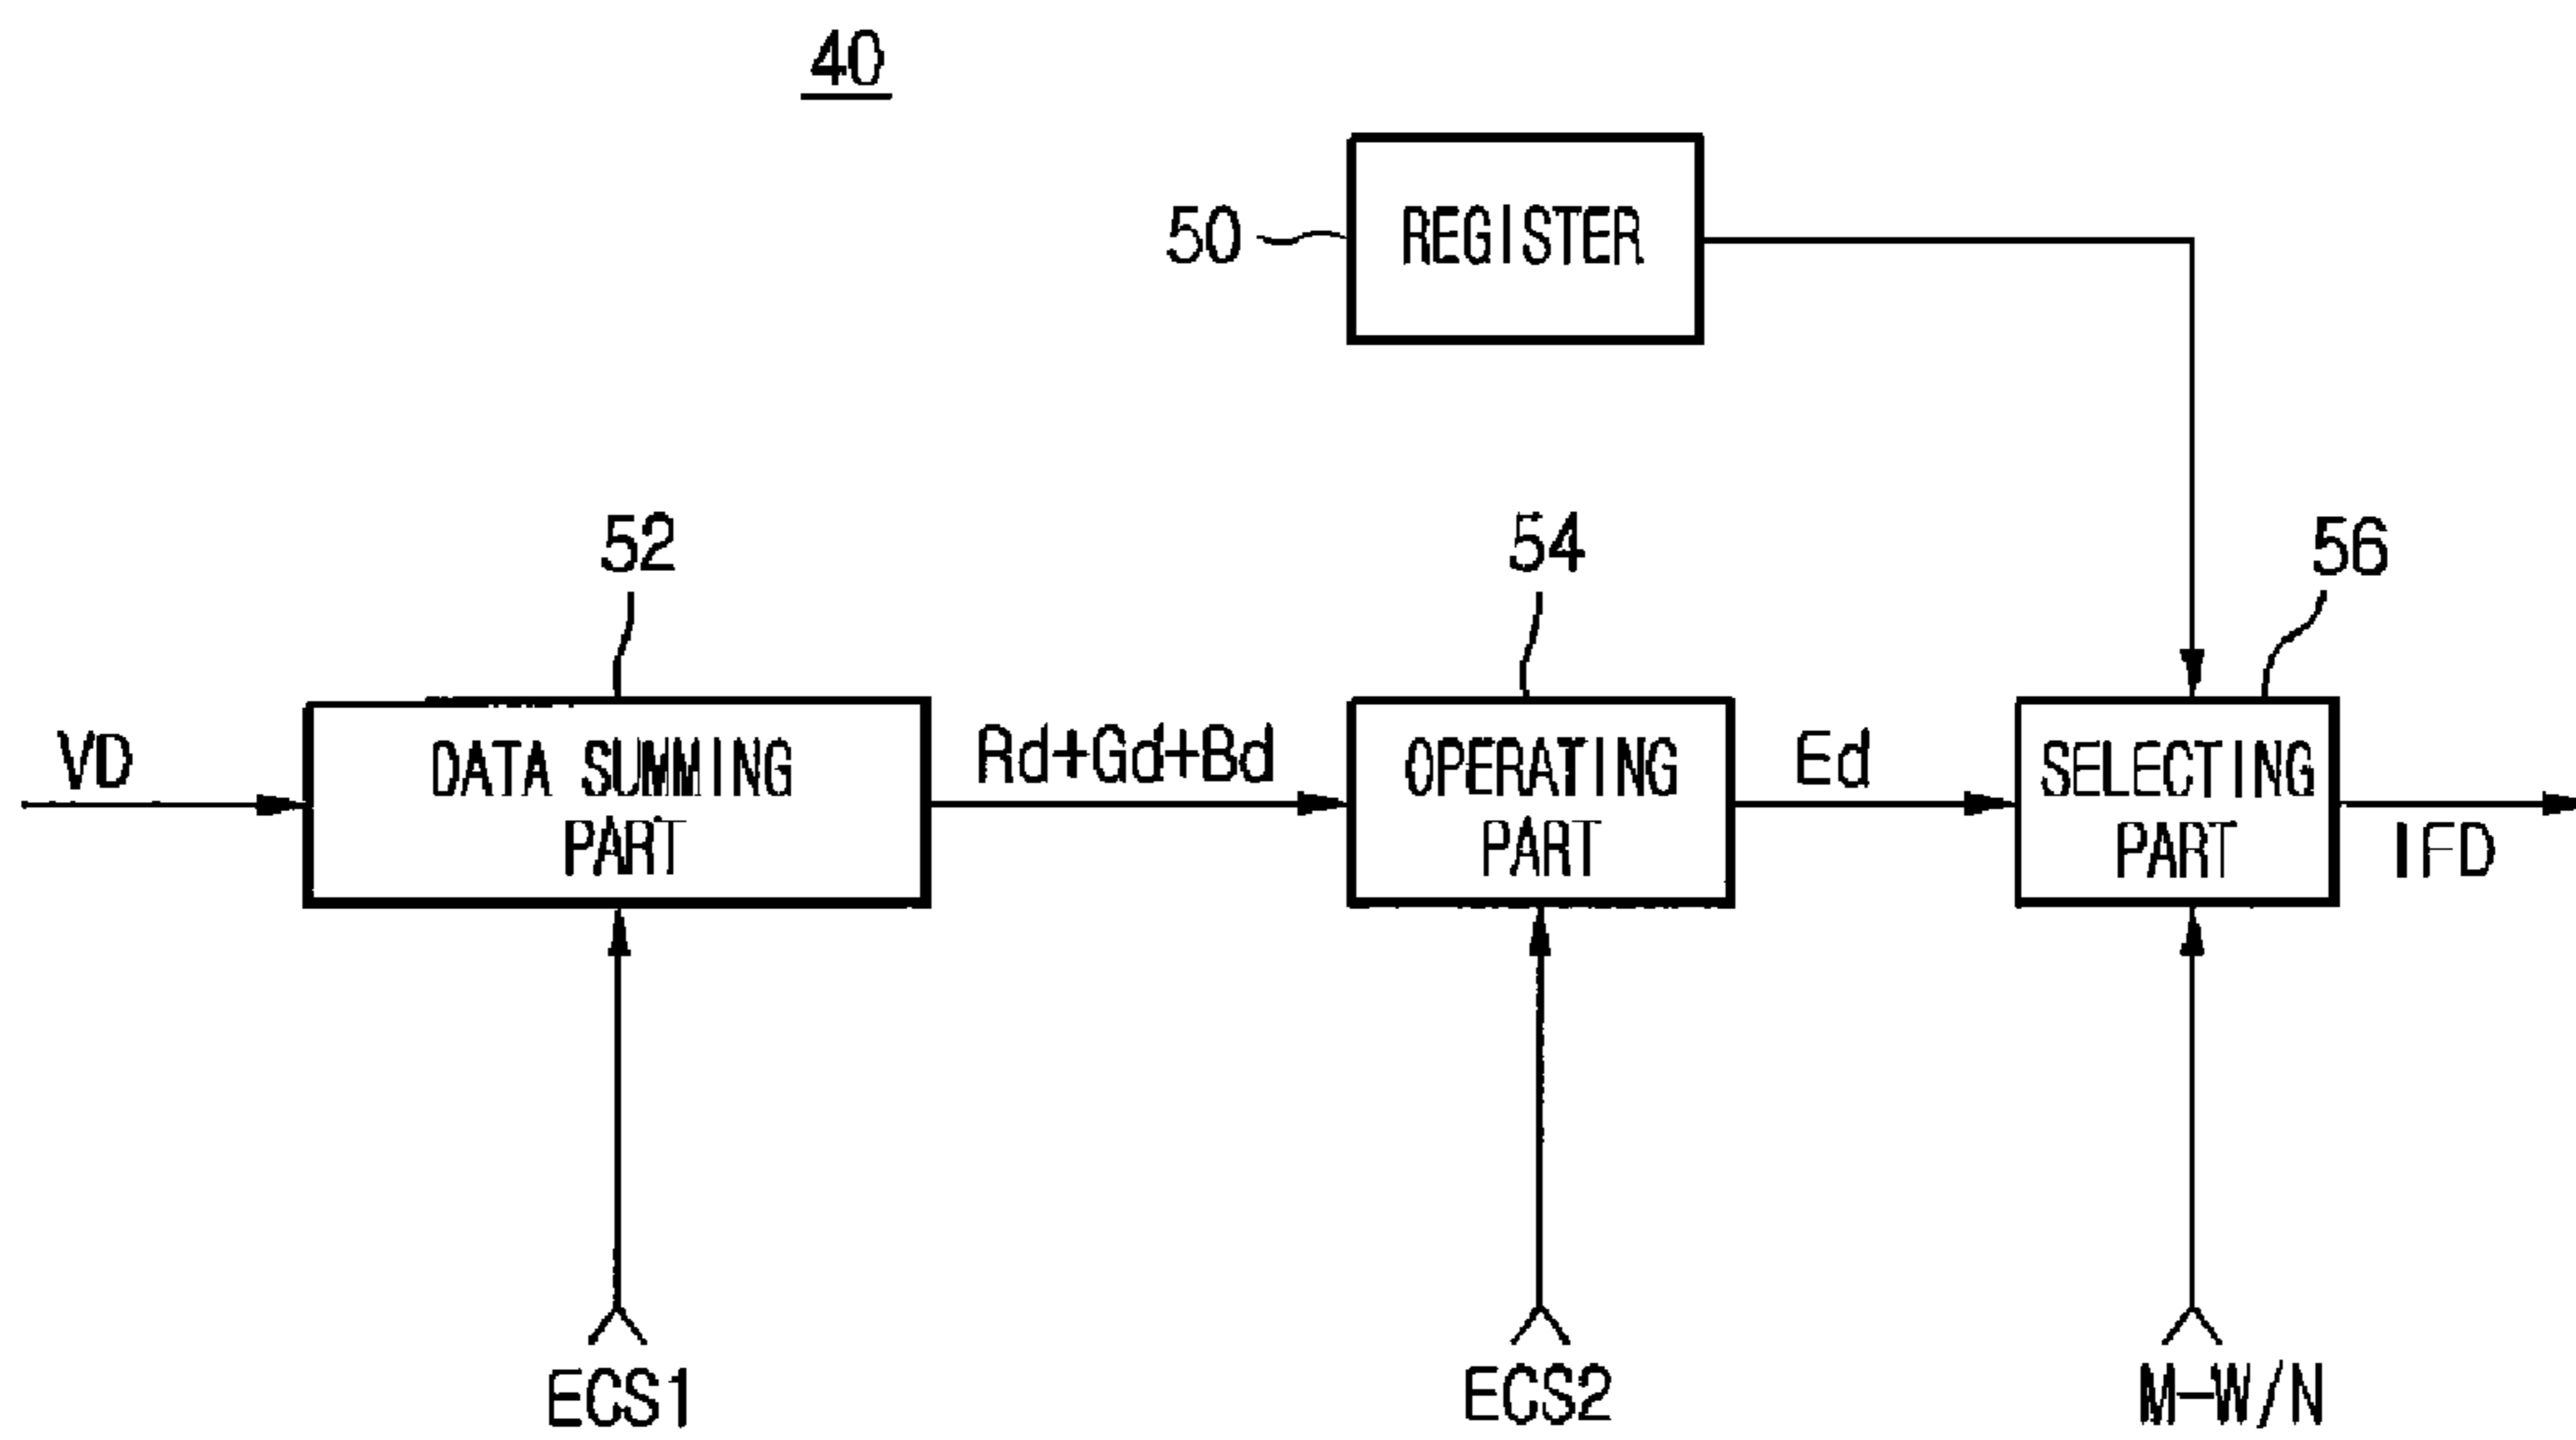 40
50
REGISTER
52
54
56
VD
DATA SUMMING
PART
Rd+Gd+Bd
OPERATING
PART
Ed
SELECTING
PART
IFD
ECS1
ECS2
M-W/N